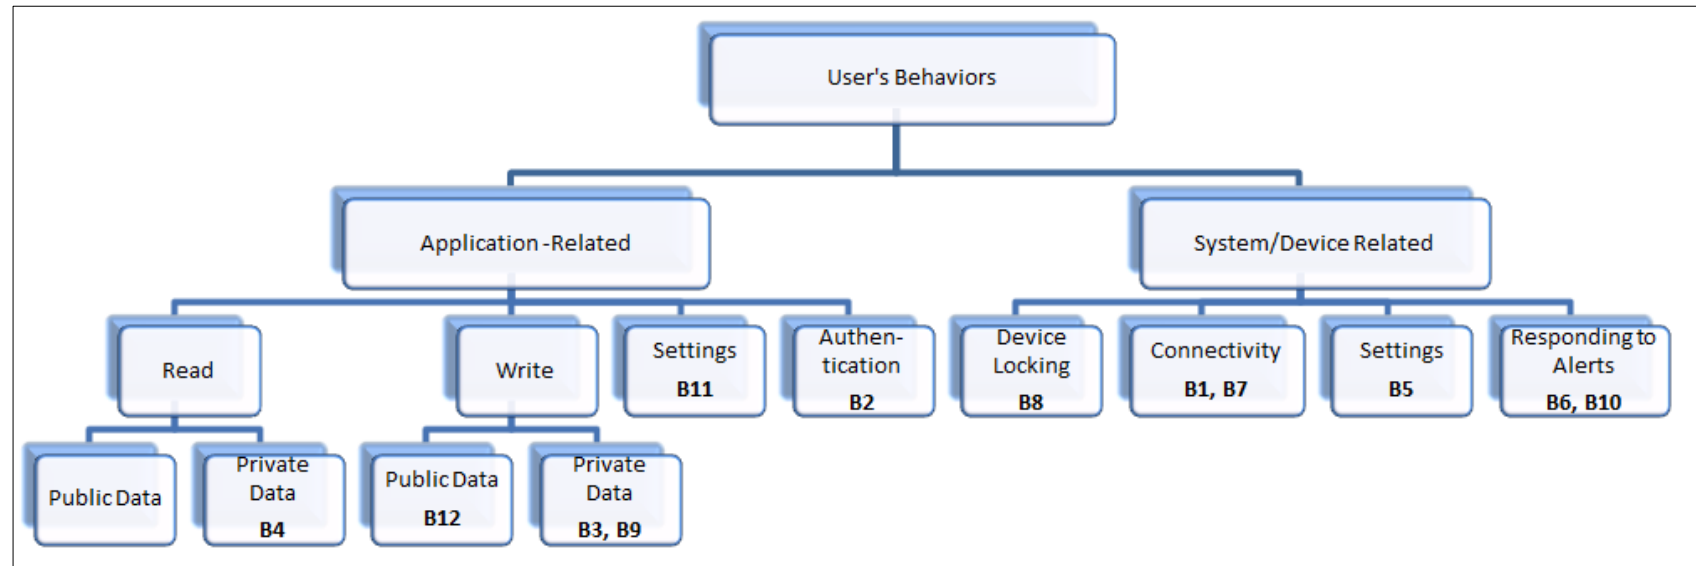 User's Behaviors
Application -Related
System/Device Related
Read
Write
Settings
B11
Authen-
tication
B2
Device
Locking
B8
Connectivity
B1, B7
Settings
B5
Responding to
Alerts
B6, B10
Public Data
Private
Data
B4
Public Data
B12
Private
Data
B3, B9